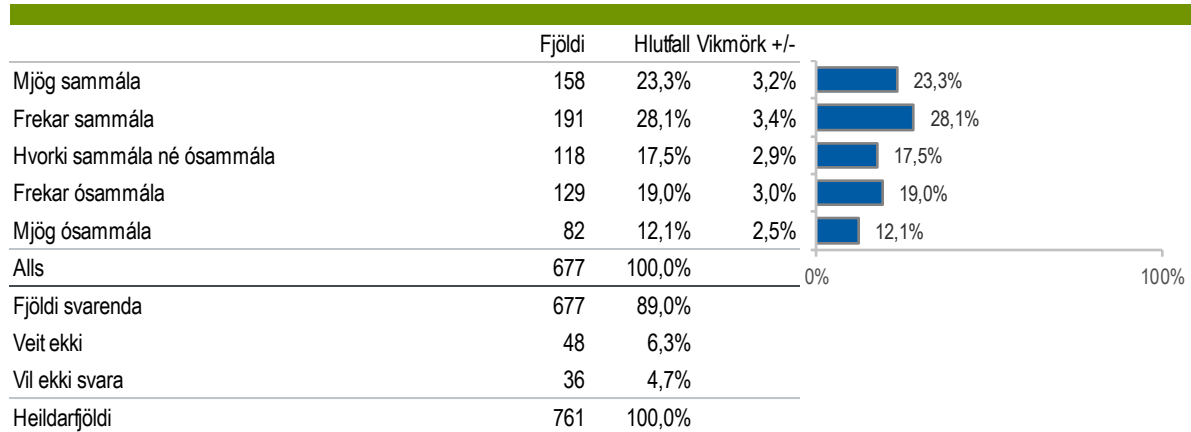 Fjöldi Hlutfall Vikmörk +/-
Mjög sammála 158 23,3% 3,2% 23,3%
Frekar sammála 191 28,1% 3,4% 28,1%
Hvorki sammála né ósammála 118 17,5% 2,9% 17,5%
Frekar ósammála 129 19,0% 3,0% 19,0%
Mjög ósammála 82 12,1% 2,5% 12,1%
Alls 677 100,0% 0% 100%
Fjöldi svarenda 677 89,0%
Veit ekki 48 6,3%
Vil ekki svara 36 4,7%
Heildarfjöldi 761 100,0%